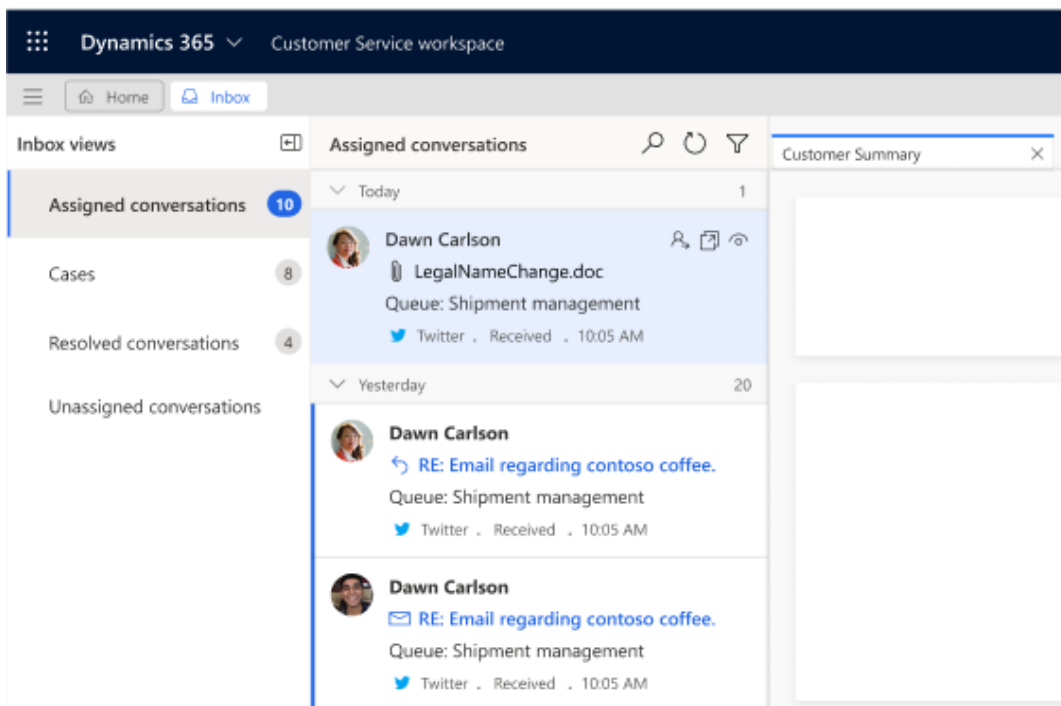 Dynamics 365 Customer Service workspace
Home Inbox
Inbox views
Assigned conversations 10
Cases 8
Resolved conversations 4
Unassigned conversations
Assigned conversations
Today 1
Dawn Carlson
LegalNameChange.doc
Queue: Shipment management
Twitter . Received . 10:05 AM
Yesterday 20
Dawn Carlson
RE: Email regarding contoso coffee.
Queue: Shipment management
Twitter . Received . 10:05 AM
Dawn Carlson
RE: Email regarding contoso coffee.
Queue: Shipment management
Twitter . Received . 10:05 AM
Customer Summary